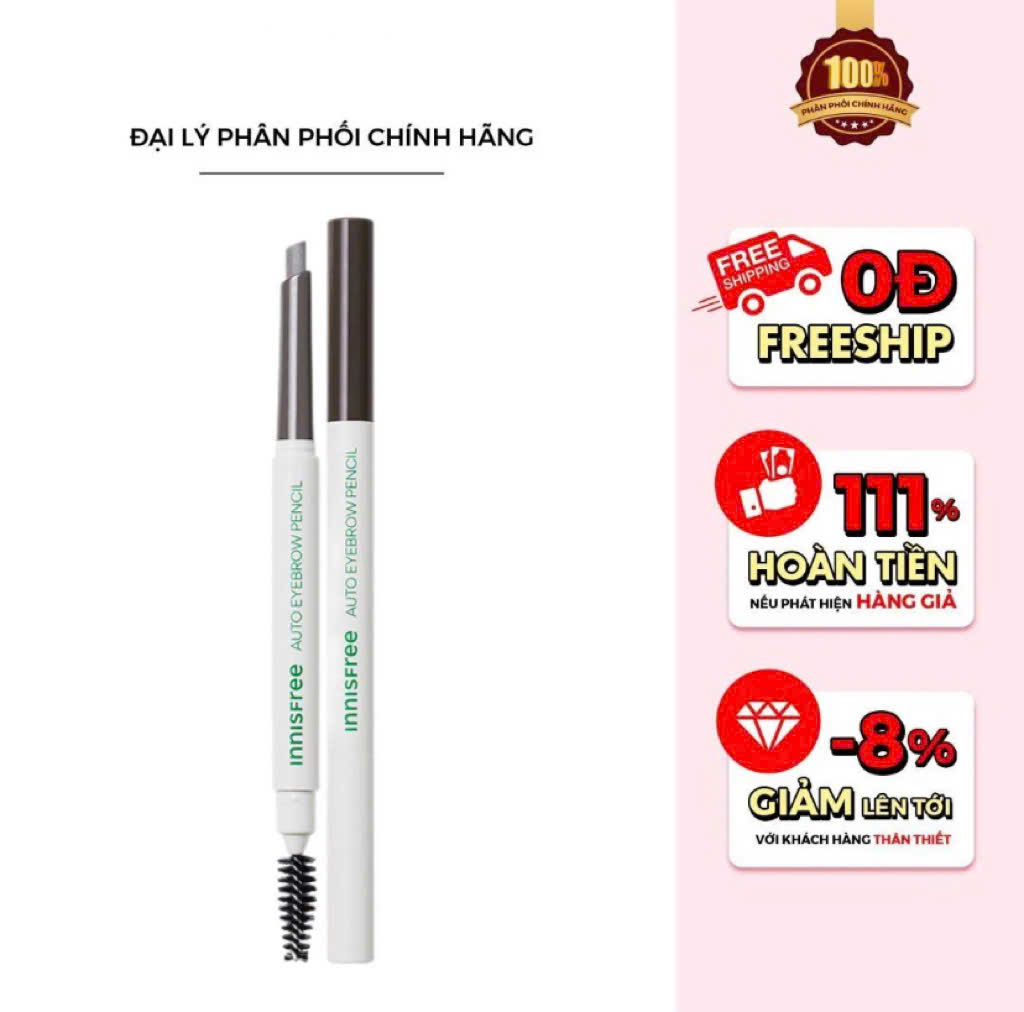 ĐẠI LÝ PHÂN PHỐI CHÍNH HÃNG
innisfree AUTO EYEBROW PENCIL
innisfree AUTO EYEBROW PENCIL
100%
PHÂN PHỐI CHÍNH HÃNG
FREE
SHIPPING
0Đ
FREESHIP
111%
HOÀN TIỀN
NẾU PHÁT HIỆN HÀNG GIẢ
-8%
GIẢM LÊN TỚI
VỚI KHÁCH HÀNG THÂN THIẾT